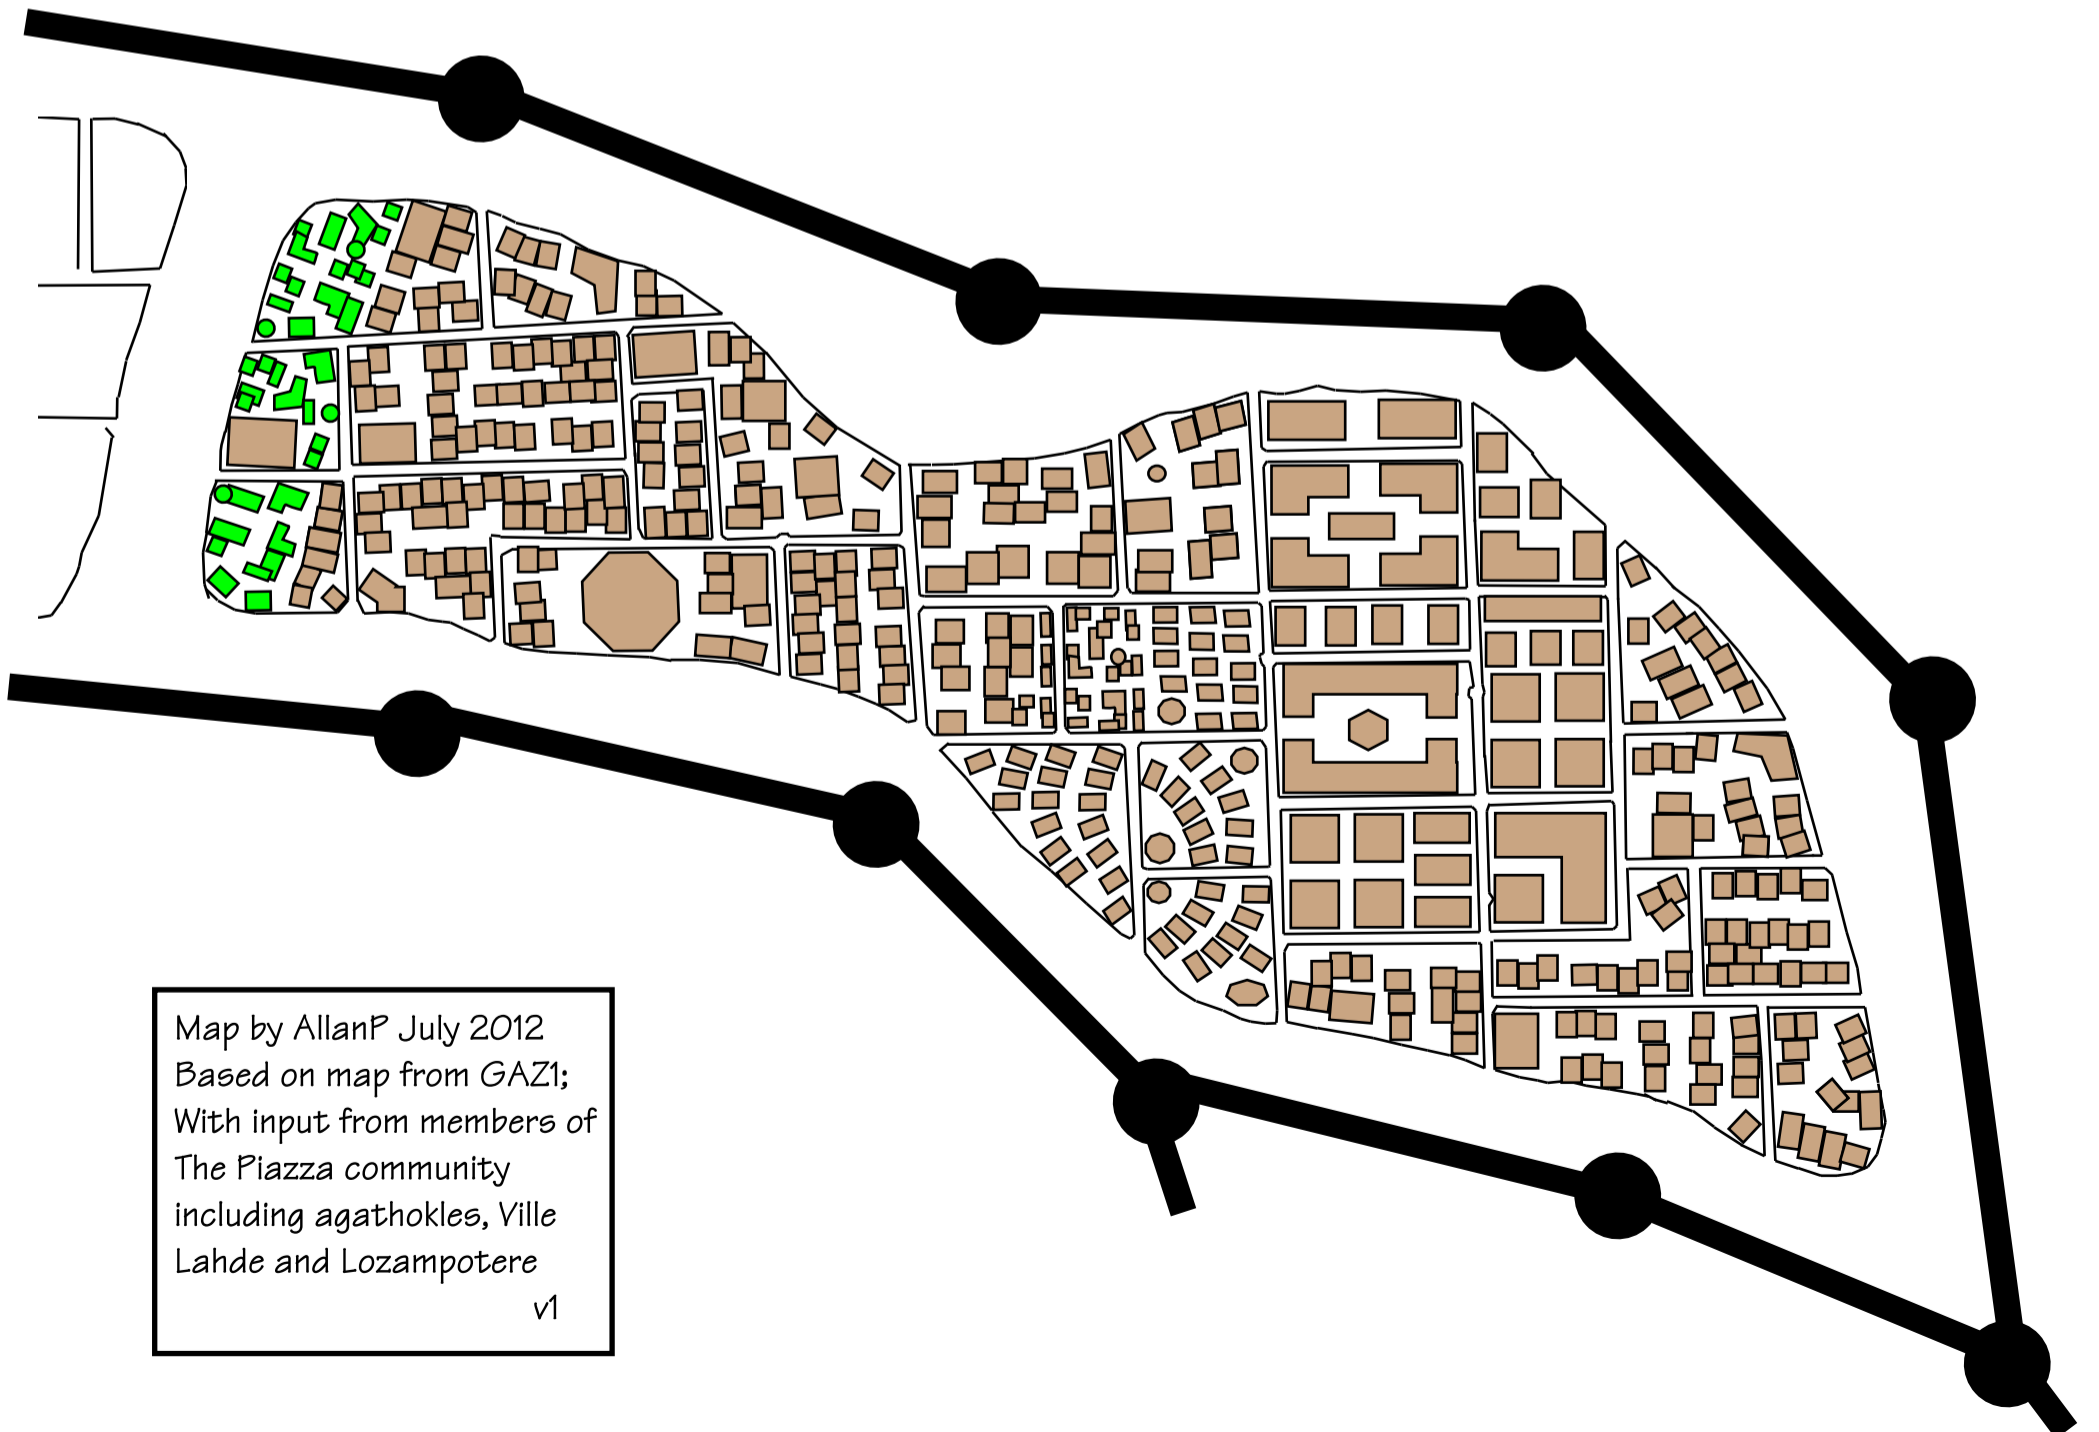 Map by AllanP July 2012
Based on map from GAZ1;
With input from members of
The Piazza community
including agathokles, Ville
Lahde and Lozampotere
v1